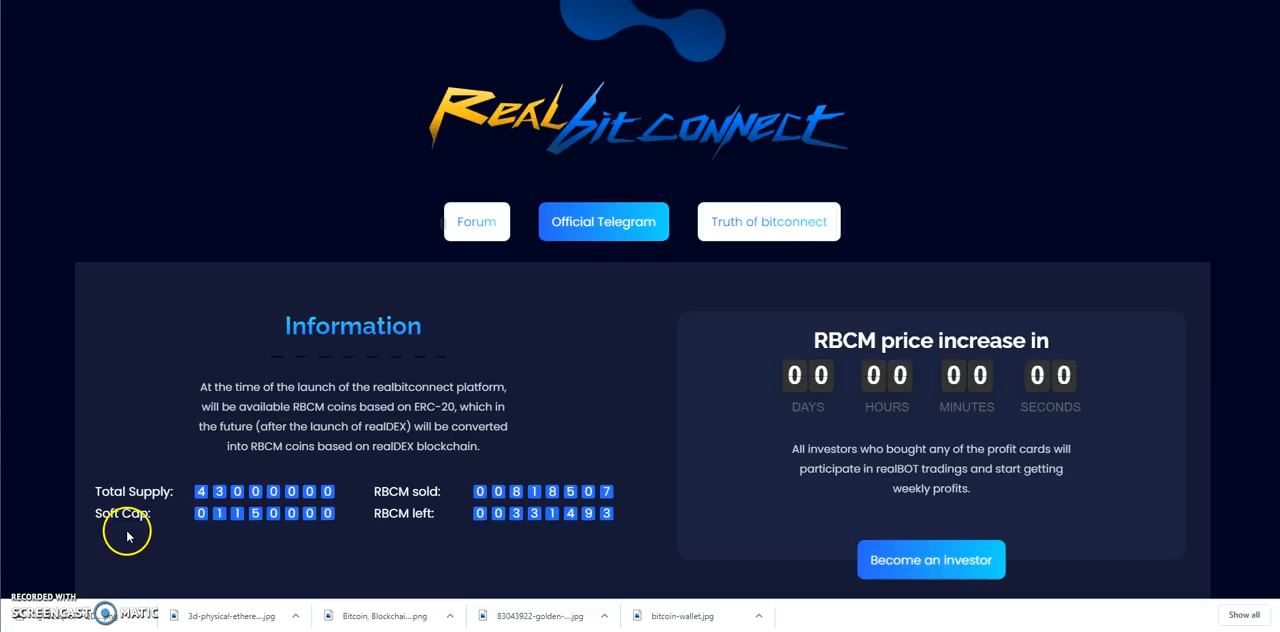 Real bitconnect
Forum
Official Telegram
Truth of bitconnect
Information
At the time of the launch of the realbitconnect platform,
will be available RBCM coins based on ERC-20, which in
the future (after the launch of realDEX) will be converted
into RBCM coins based on realDEX blockchain.
Total Supply: 43000000 RBCM sold: 00818507
Soft Cap: 01150000 RBCM left: 00331493
RBCM price increase in
00 00 00 00
DAYS HOURS MINUTES SECONDS
All investors who bought any of the profit cards will
participate in realBOT tradings and start getting
weekly profits.
Become an investor
RECORDED WITH
SCREENCAST MATIC
3d-physical-ethere....jpg
Bitcoin, Blockchai....png
83043922-golden-....jpg
bitcoin-wallet.jpg
Show all